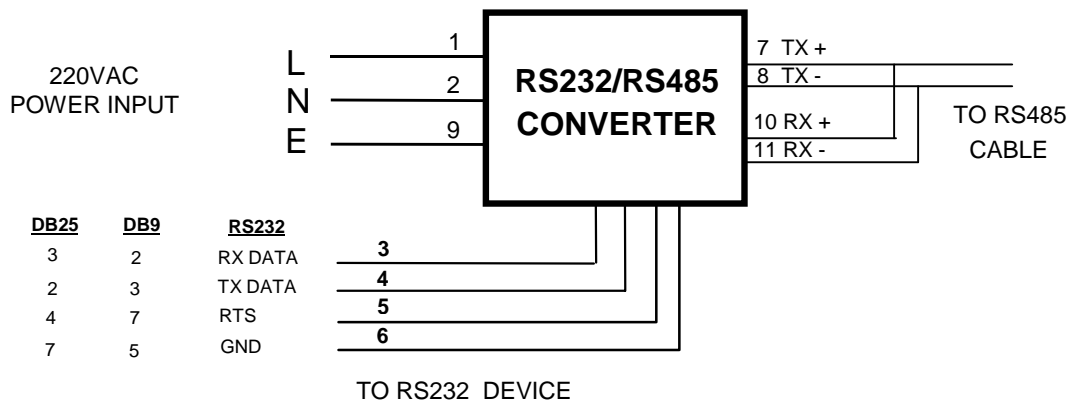 220VAC
POWER INPUT
L
N
E
1
2
9
RS232/RS485
CONVERTER
7 TX +
8 TX -
10 RX +
11 RX -
TO RS485
CABLE
DB25 DB9 RS232
3 2 RX DATA 3
2 3 TX DATA 4
4 7 RTS 5
7 5 GND 6
TO RS232 DEVICE